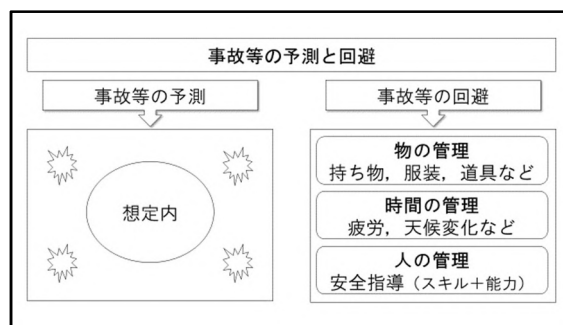 事故等の予測と回避
事故等の予測
事故等の回避
想定内
物の管理
持ち物，服装，道具など
時間の管理
疲労，天候変化など
人の管理
安全指導（スキル＋能力）